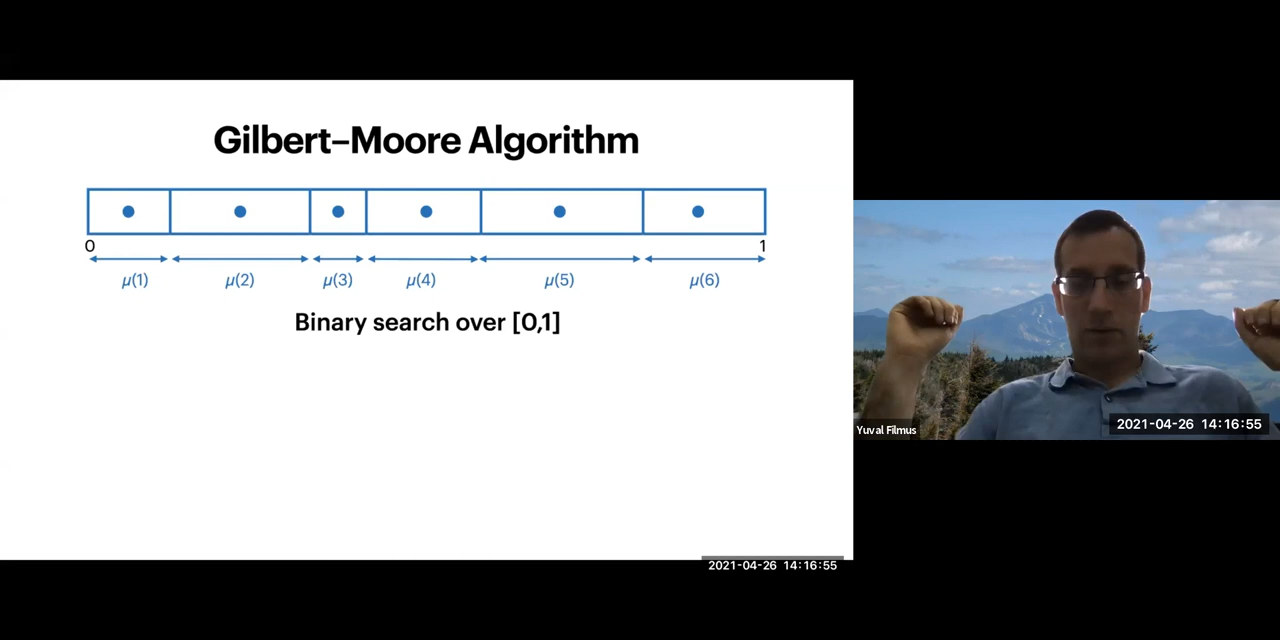 Gilbert–Moore Algorithm
0 1
μ(1) μ(2) μ(3) μ(4) μ(5) μ(6)
Binary search over [0,1]
2021-04-26 14:16:55
Yuval Filmus
2021-04-26 14:16:55